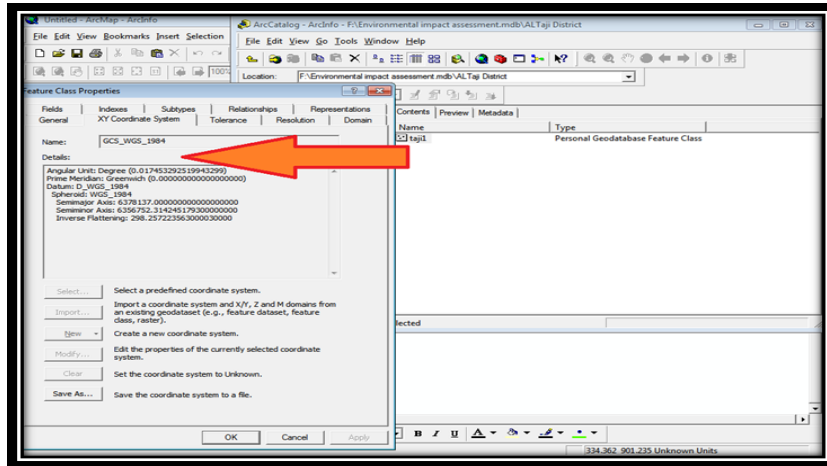 Untitled - ArcMap - ArcInfo
File Edit View Bookmarks Insert Selection
100%
ArcCatalog - ArcInfo - F:\Environmental impact assessment.mdb\ALTaji District
File Edit View Go Tools Window Help
Location: F:\Environmental impact assessment.mdb\ALTaji District
Feature Class Properties
Fields Indexes Subtypes Relationships Representations
General XY Coordinate System Tolerance Resolution Domain
Name: GCS_WGS_1984
Details:
Angular Unit: Degree (0.017453292519943299)
Prime Meridian: Greenwich (0.000000000000000000)
Datum: D_WGS_1984
Spheroid: WGS_1984
Semimajor Axis: 6378137.000000000000000000
Semiminor Axis: 6356752.314245179300000000
Inverse Flattening: 298.257223563000030000
Select... Select a predefined coordinate system.
Import... Import a coordinate system and X/Y, Z and M domains from
an existing geodataset (e.g., feature dataset, feature
class, raster).
New Create a new coordinate system.
Modify... Edit the properties of the currently selected coordinate
system.
Clear Set the coordinate system to Unknown.
Save As... Save the coordinate system to a file.
OK Cancel Apply
Contents Preview Metadata
Name Type
taji1 Personal Geodatabase Feature Class
lected
B I U A
334.362 901.235 Unknown Units